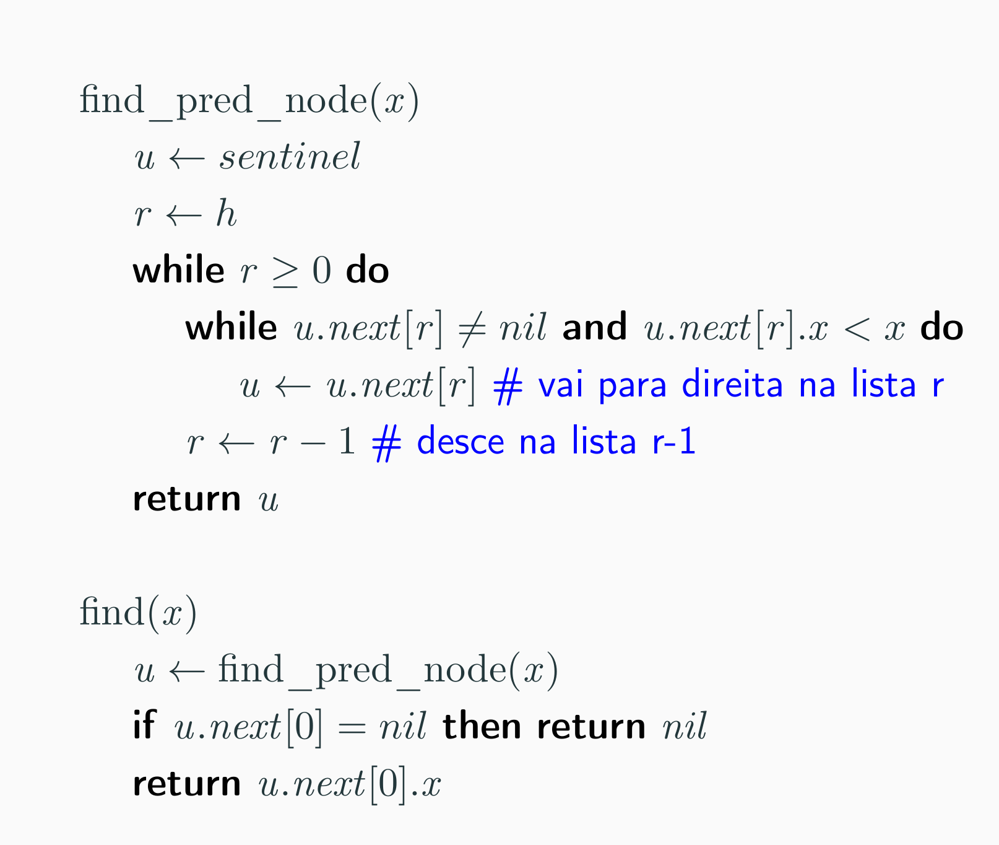 find_pred_node(x)
u ← sentinel
r ← h
while r ≥ 0 do
while u.next[r] ≠ nil and u.next[r].x < x do
u ← u.next[r] # vai para direita na lista r
r ← r − 1 # desce na lista r-1
return u
find(x)
u ← find_pred_node(x)
if u.next[0] = nil then return nil
return u.next[0].x